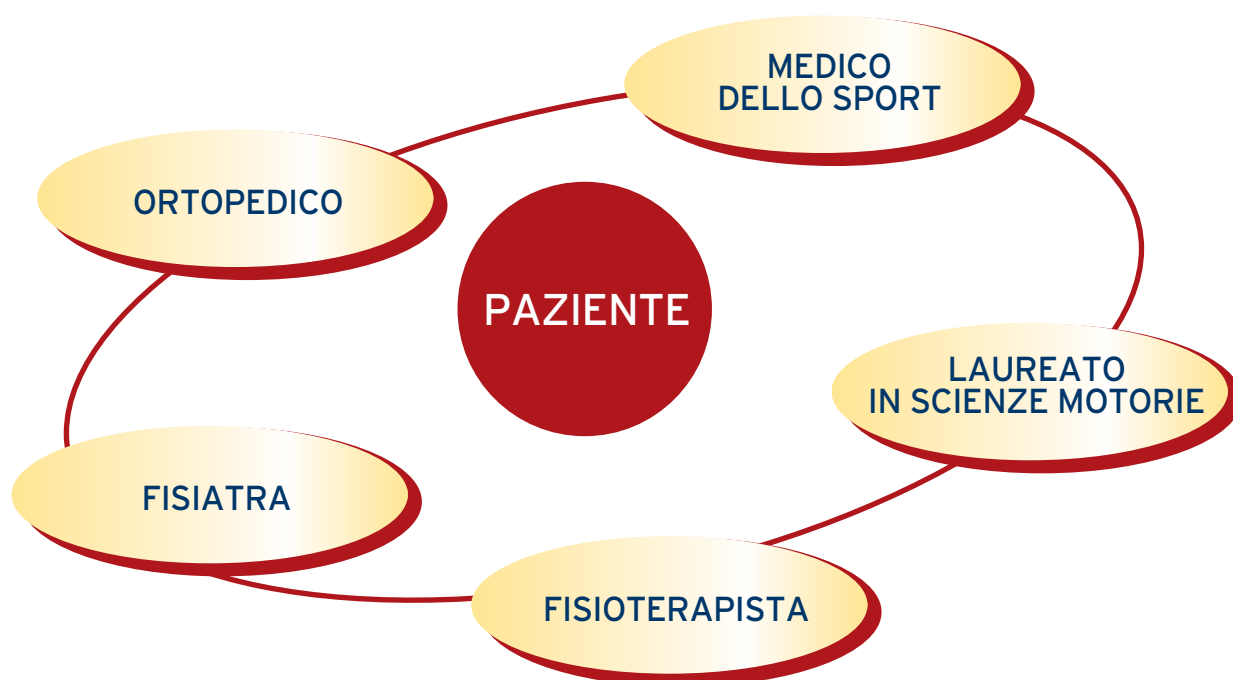 MEDICO
DELLO SPORT
ORTOPEDICO
PAZIENTE
LAUREATO
IN SCIENZE MOTORIE
FISIATRA
FISIOTERAPISTA